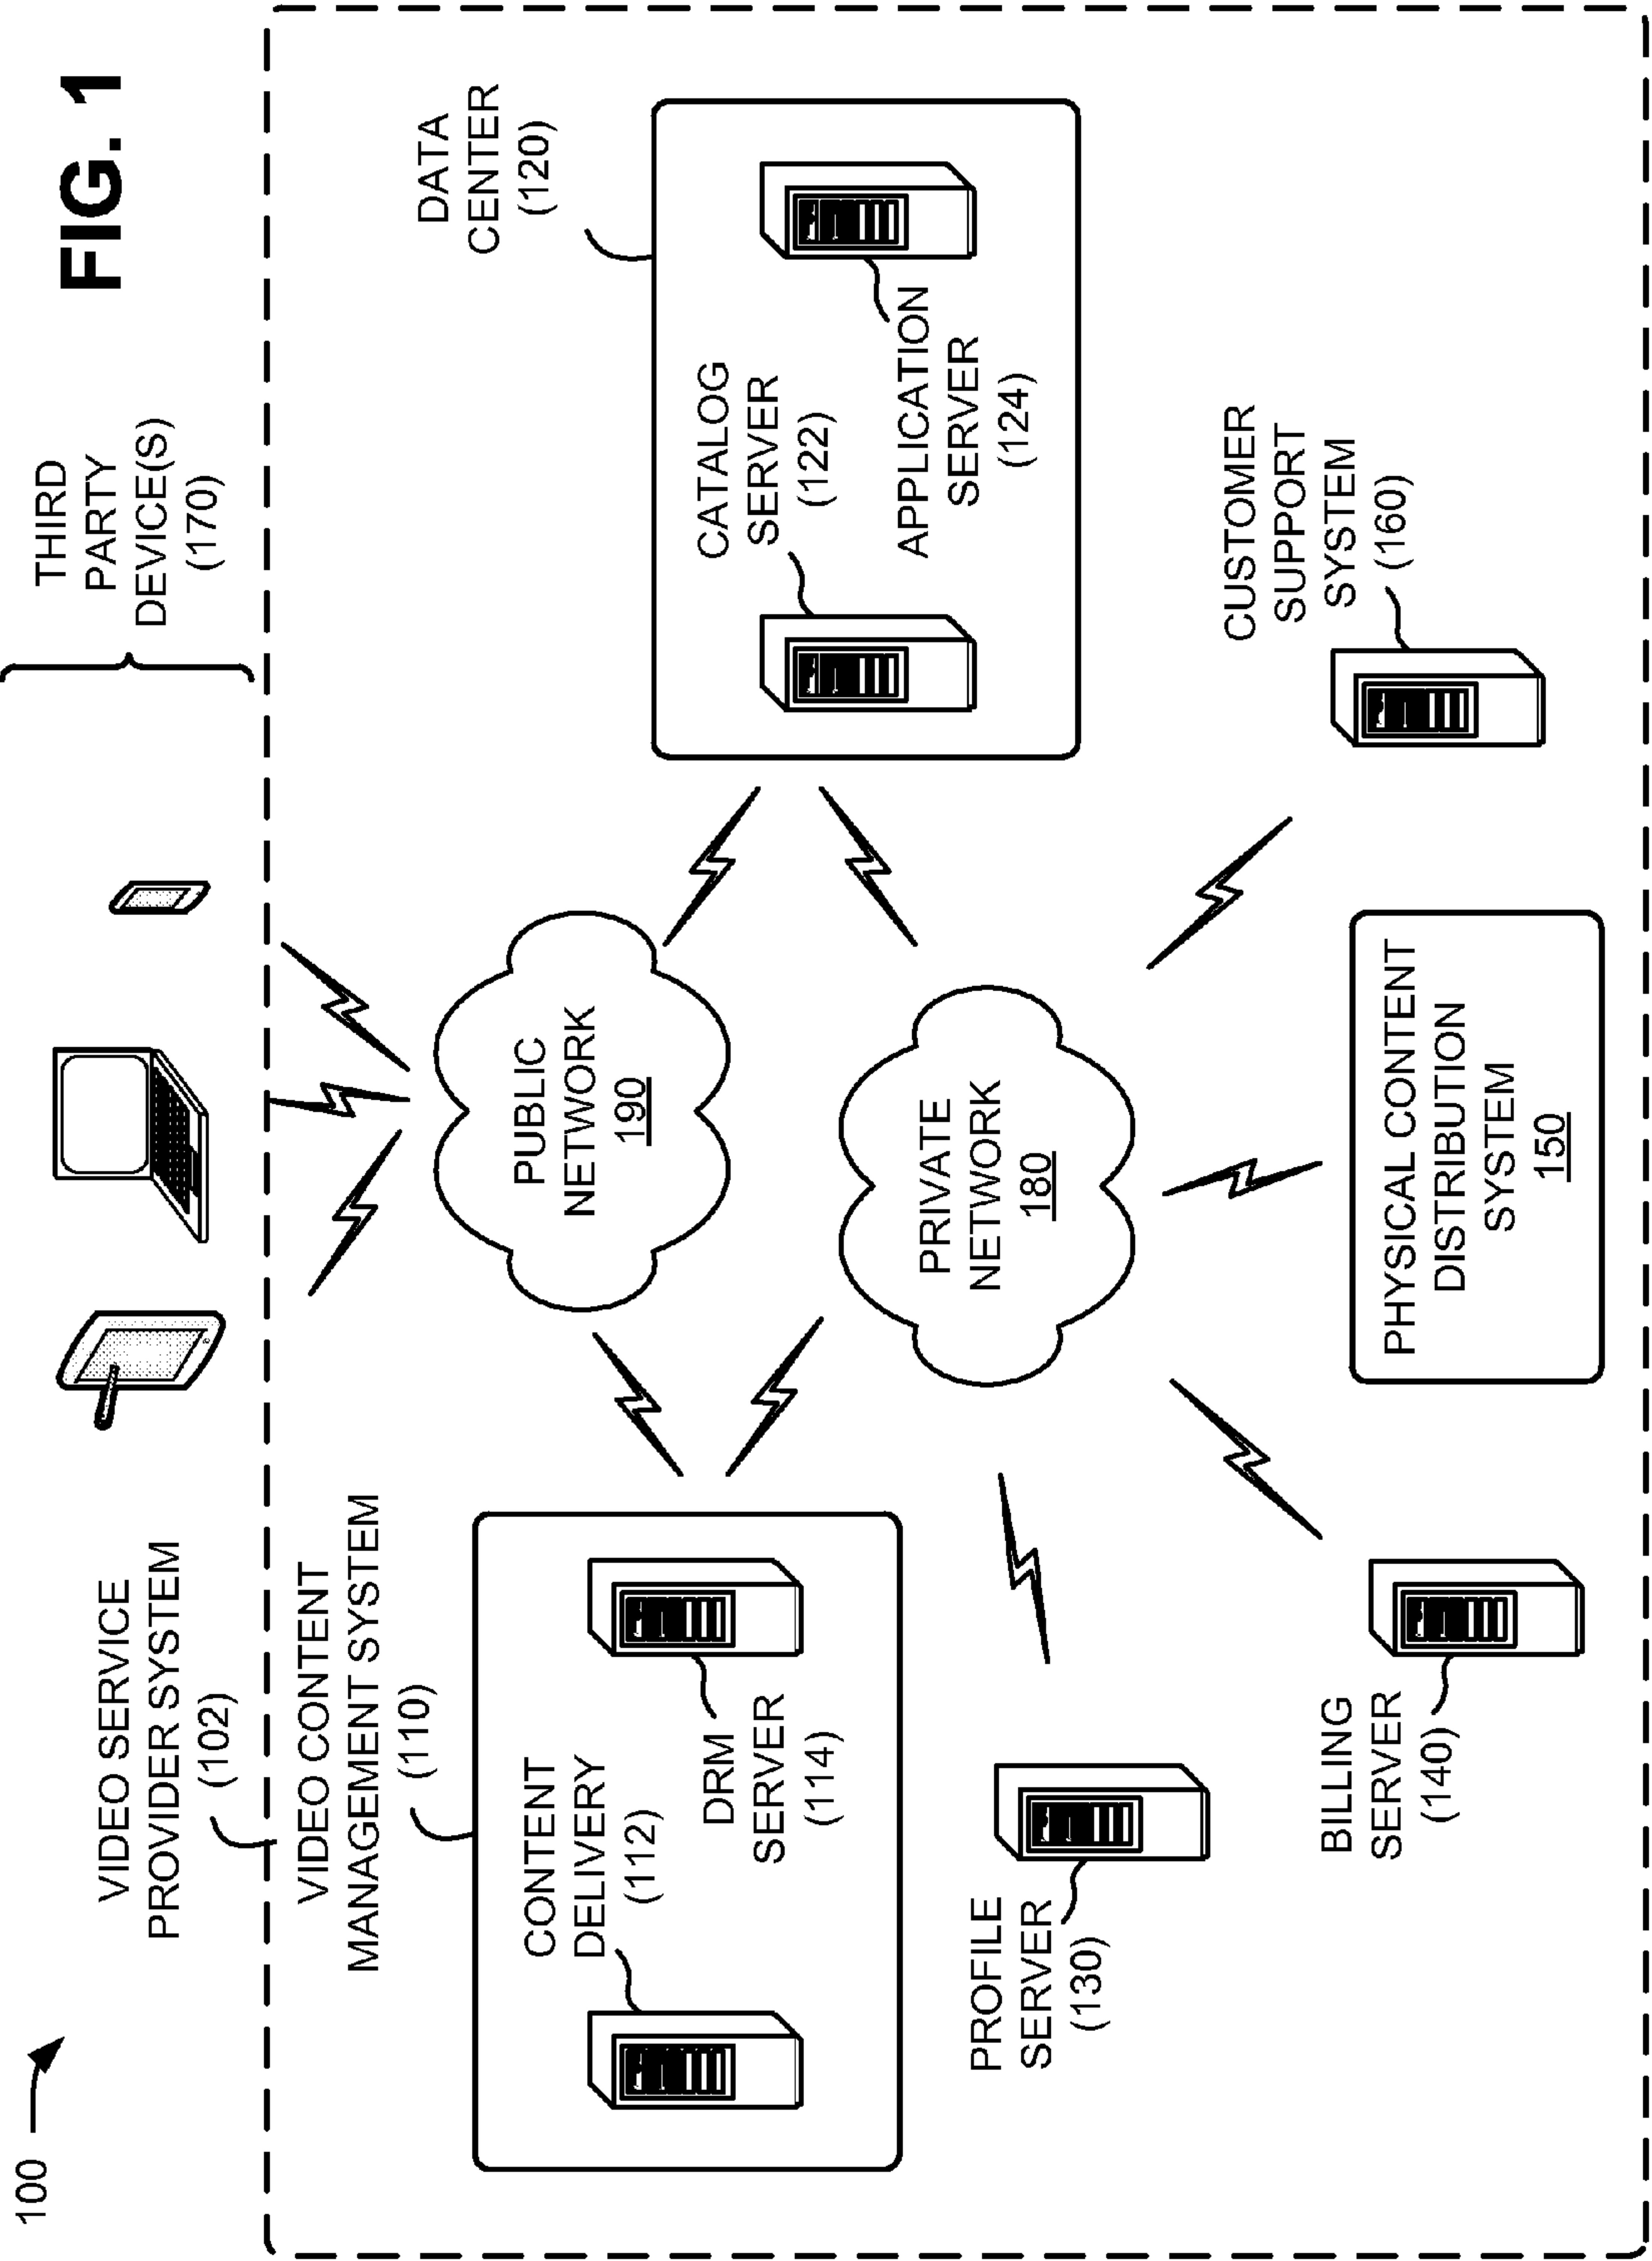 100
FIG. 1
VIDEO SERVICE
PROVIDER SYSTEM
(102)
THIRD
PARTY
DEVICE(S)
(170)
VIDEO CONTENT
MANAGEMENT SYSTEM
(110)
CONTENT
DELIVERY
(112)
DRM
SERVER
(114)
PUBLIC
NETWORK
190
DATA
CENTER
(120)
CATALOG
SERVER
(122)
APPLICATION
SERVER
(124)
PRIVATE
NETWORK
180
PROFILE
SERVER
(130)
BILLING
SERVER
(140)
PHYSICAL CONTENT
DISTRIBUTION
SYSTEM
150
CUSTOMER
SUPPORT
SYSTEM
(160)